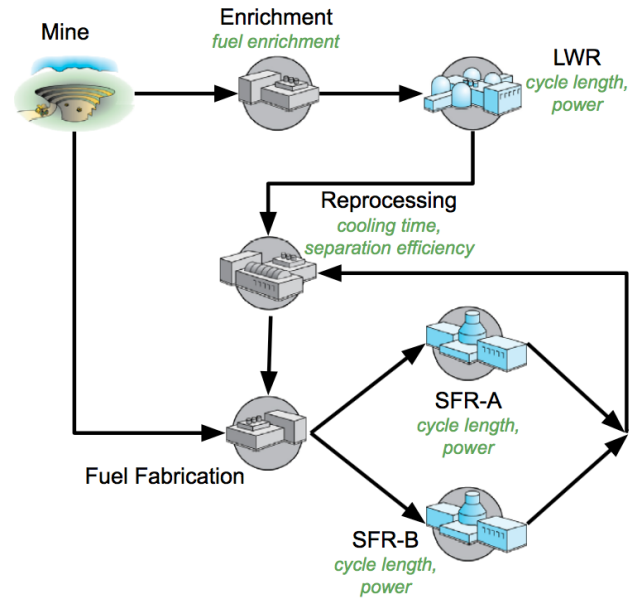 Mine
Enrichment
fuel enrichment
LWR
cycle length,
power
Reprocessing
cooling time,
separation efficiency
SFR-A
cycle length,
power
Fuel Fabrication
SFR-B
cycle length,
power